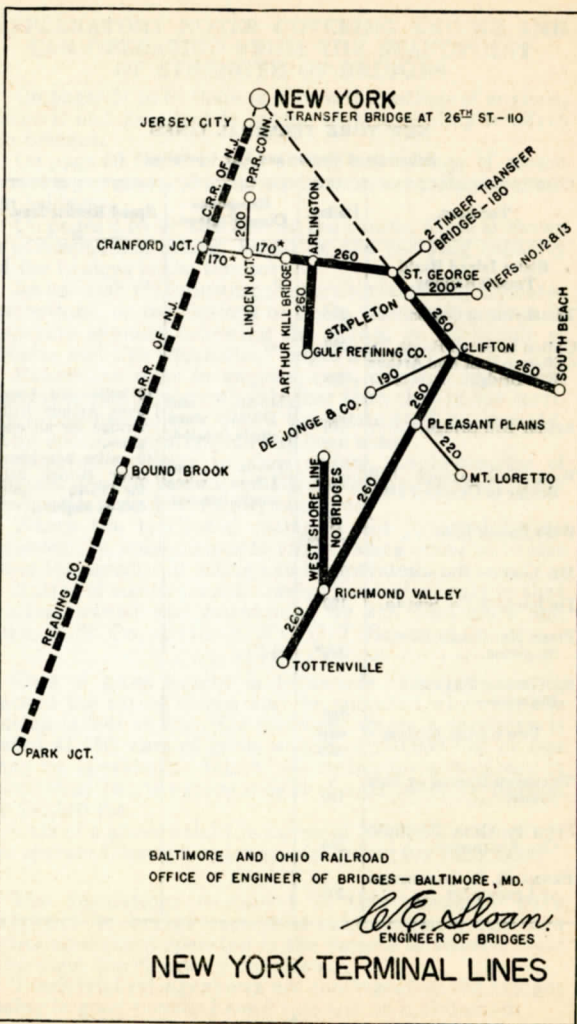 NEW YORK
JERSEY CITY
TRANSFER BRIDGE AT 26TH ST.-110
P.R.R. CONN.
C.R.R. OF N.J.
200
ARLINGTON
2 TIMBER TRANSFER
BRIDGES-180
CRANFORD JCT.
170*
170*
260
ST. GEORGE
200*
PIERS NO. 12 & 13
LINDEN JCT.
ARTHUR KILL BRIDGE
260
STAPLETON
260
GULF REFINING CO.
CLIFTON
260
SOUTH BEACH
C.R.R. OF N.J.
190
DE JONGE & CO.
260
PLEASANT PLAINS
220
MT. LORETTO
BOUND BROOK
WEST SHORE LINE
NO BRIDGES
260
RICHMOND VALLEY
READING CO.
260
TOTTENVILLE
PARK JCT.
BALTIMORE AND OHIO RAILROAD
OFFICE OF ENGINEER OF BRIDGES—BALTIMORE, MD.
C.E. Sloan.
ENGINEER OF BRIDGES
NEW YORK TERMINAL LINES